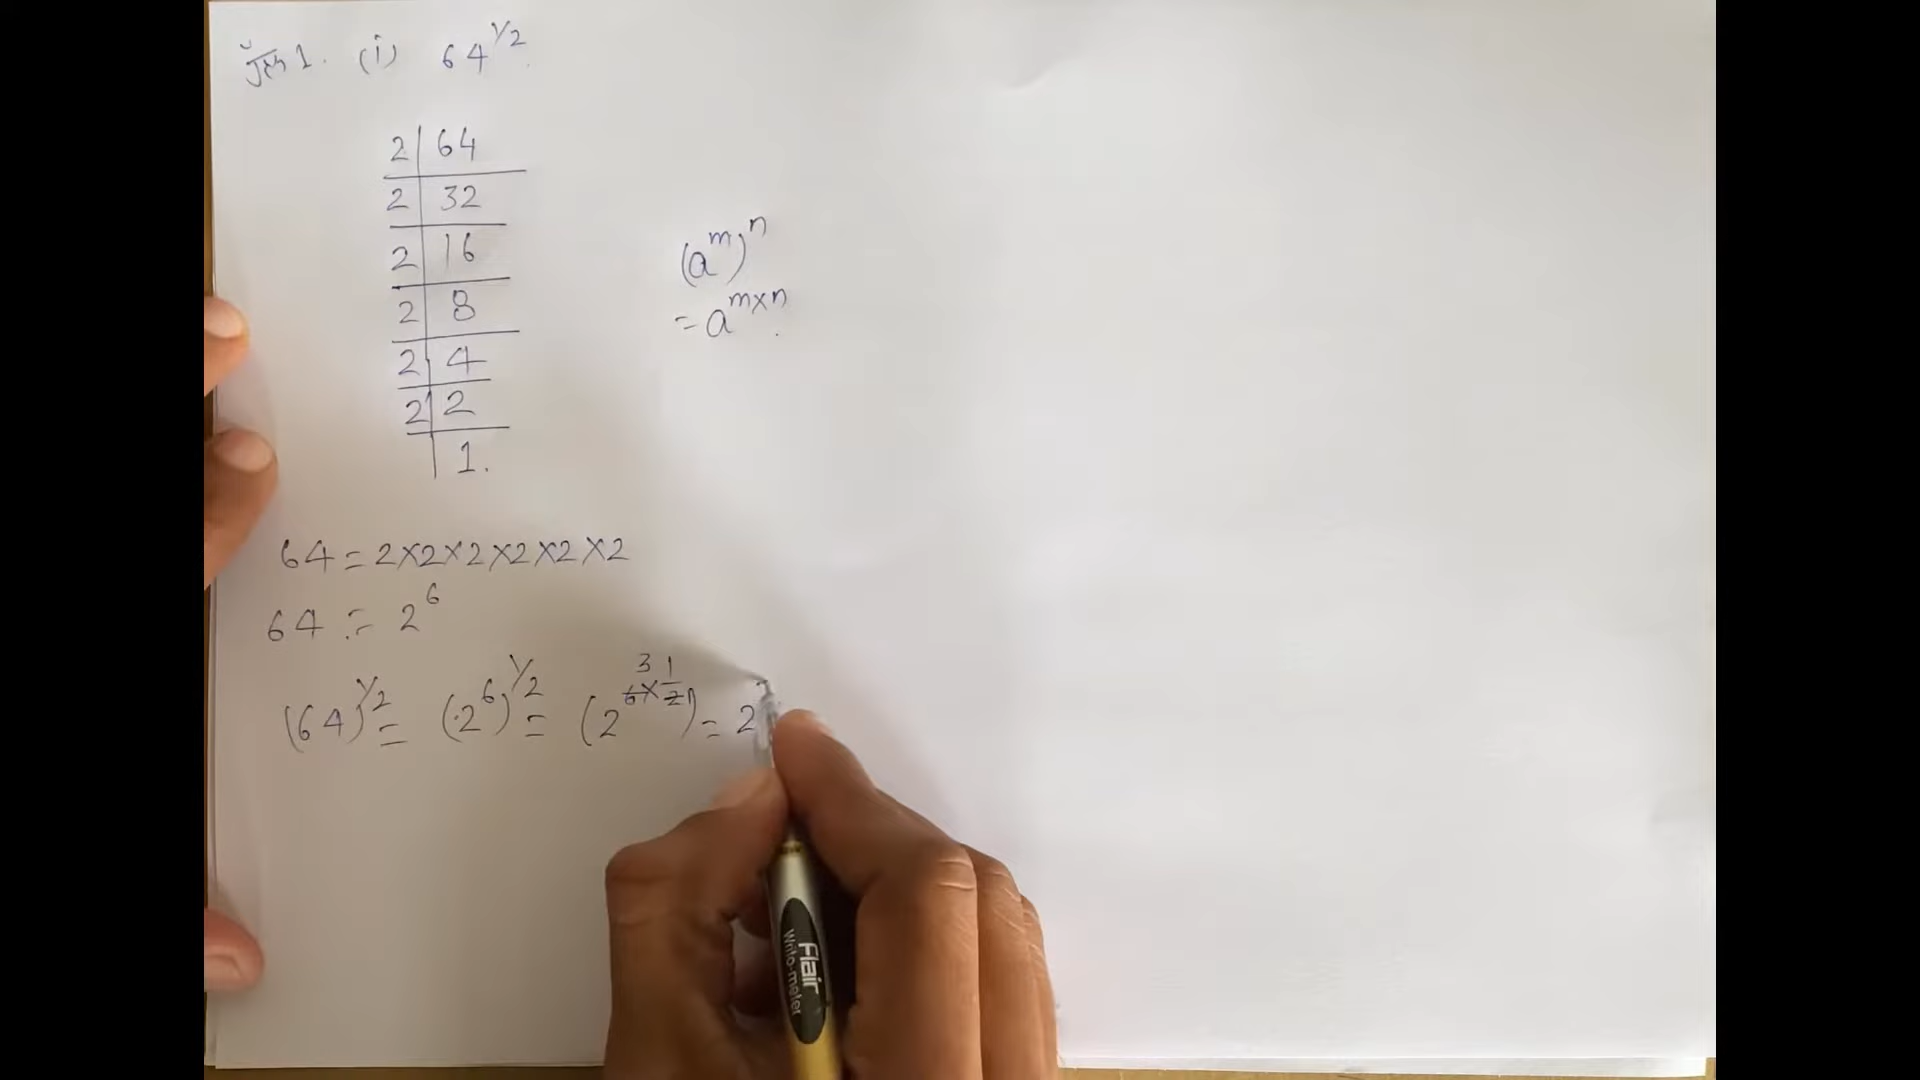 1. (i) 64^1/2.
2 | 64
2 | 32
2 | 16
2 | 8
2 | 4
2 | 2
| 1.
(a^m)^n
= a^m×n
64 = 2×2×2×2×2×2
64 = 2^6
(64)^1/2 = (2^6)^1/2 = (2^6×1/2) = 2
3 1
Flair
Writo-meter